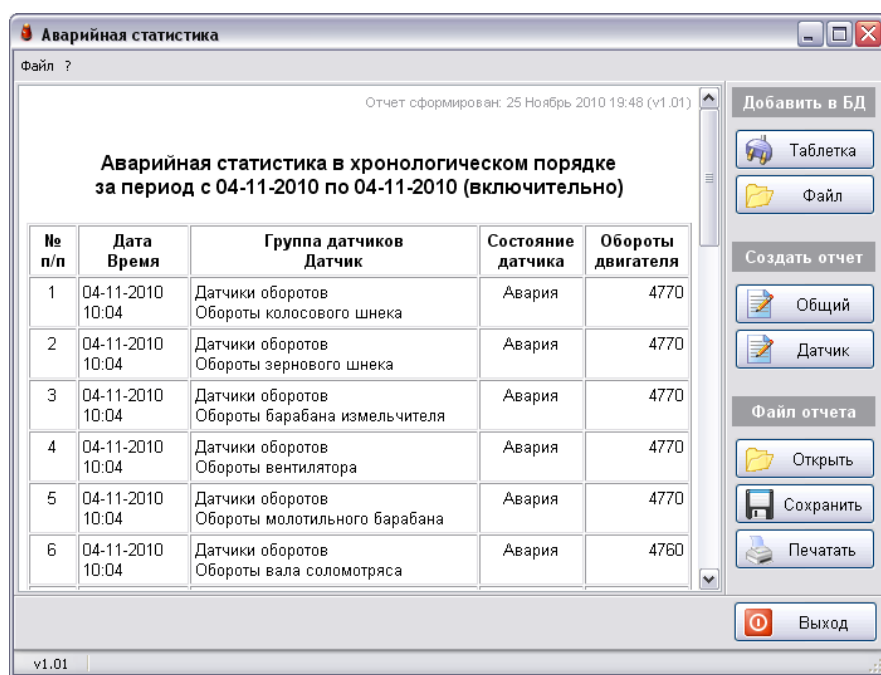 Аварийная статистика
Файл ?
Отчет сформирован: 25 Ноябрь 2010 19:48 (v1.01)
Аварийная статистика в хронологическом порядке
за период с 04-11-2010 по 04-11-2010 (включительно)
№ п/п Дата Время Группа датчиков Датчик Состояние датчика Обороты двигателя
1 04-11-2010 10:04 Датчики оборотов Обороты колосового шнека Авария 4770
2 04-11-2010 10:04 Датчики оборотов Обороты зернового шнека Авария 4770
3 04-11-2010 10:04 Датчики оборотов Обороты барабана измельчителя Авария 4770
4 04-11-2010 10:04 Датчики оборотов Обороты вентилятора Авария 4770
5 04-11-2010 10:04 Датчики оборотов Обороты молотильного барабана Авария 4770
6 04-11-2010 10:04 Датчики оборотов Обороты вала соломотряса Авария 4760
Добавить в БД
Таблетка
Файл
Создать отчет
Общий
Датчик
Файл отчета
Открыть
Сохранить
Печатать
Выход
v1.01